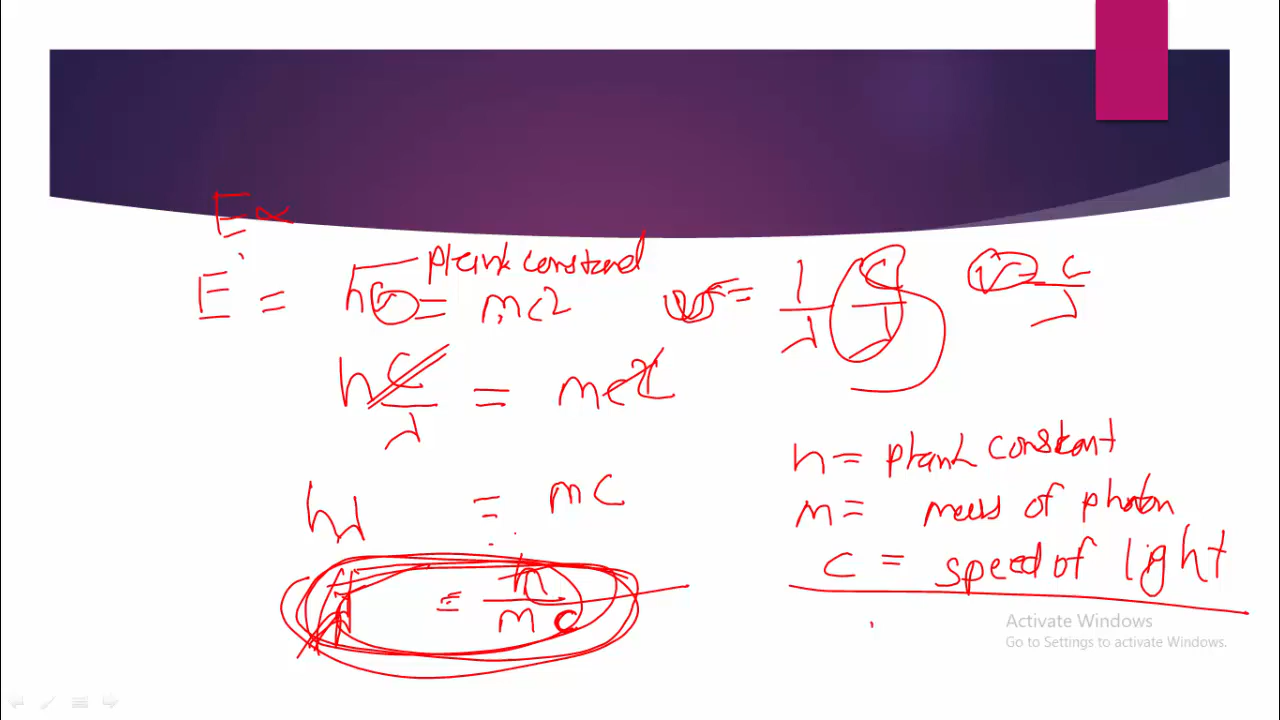 E ∝
plank constand
E = hν = mc2
ν = 1/λ c/λ
ν = c/λ
h c/λ = mc2
h = plank constant
hλ = mc
m = mass of photon
c = speed of light
= h/mc
Activate Windows
Go to Settings to activate Windows.